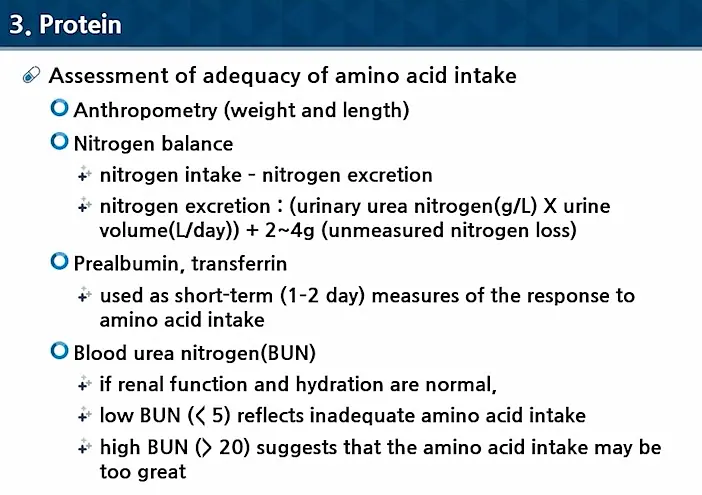 3. Protein
Assessment of adequacy of amino acid intake
Anthropometry (weight and length)
Nitrogen balance
nitrogen intake - nitrogen excretion
nitrogen excretion : (urinary urea nitrogen(g/L) X urine
volume(L/day)) + 2~4g (unmeasured nitrogen loss)
Prealbumin, transferrin
used as short-term (1-2 day) measures of the response to
amino acid intake
Blood urea nitrogen(BUN)
if renal function and hydration are normal,
low BUN (< 5) reflects inadequate amino acid intake
high BUN (> 20) suggests that the amino acid intake may be
too great